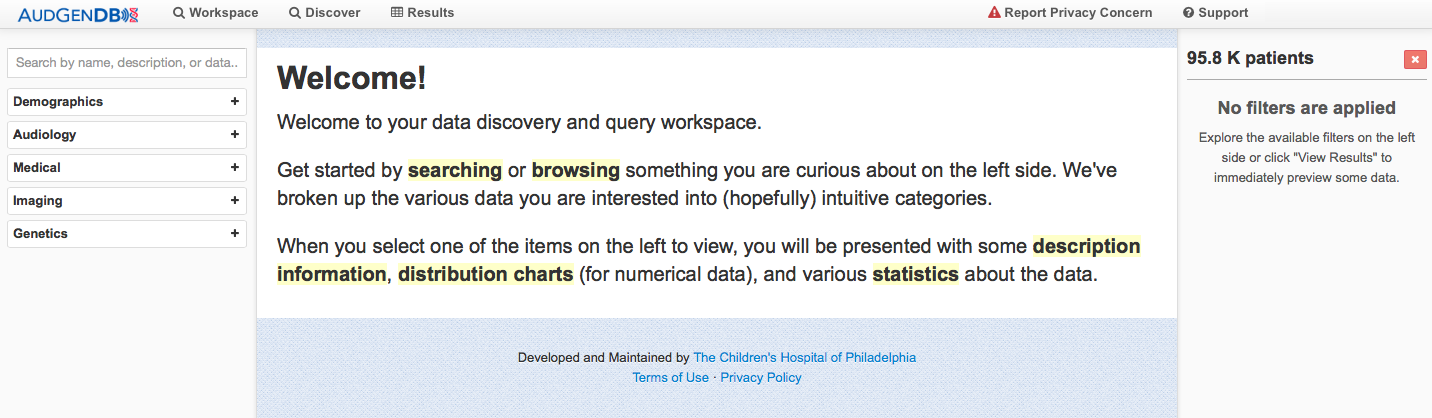 AUDGENDB
Workspace
Discover
Results
Report Privacy Concern
Support
Search by name, description, or data..
Demographics +
Audiology +
Medical +
Imaging +
Genetics +
Welcome!
Welcome to your data discovery and query workspace.
Get started by searching or browsing something you are curious about on the left side. We've
broken up the various data you are interested into (hopefully) intuitive categories.
When you select one of the items on the left to view, you will be presented with some description
information, distribution charts (for numerical data), and various statistics about the data.
Developed and Maintained by The Children's Hospital of Philadelphia
Terms of Use · Privacy Policy
95.8 K patients
No filters are applied
Explore the available filters on the left
side or click "View Results" to
immediately preview some data.